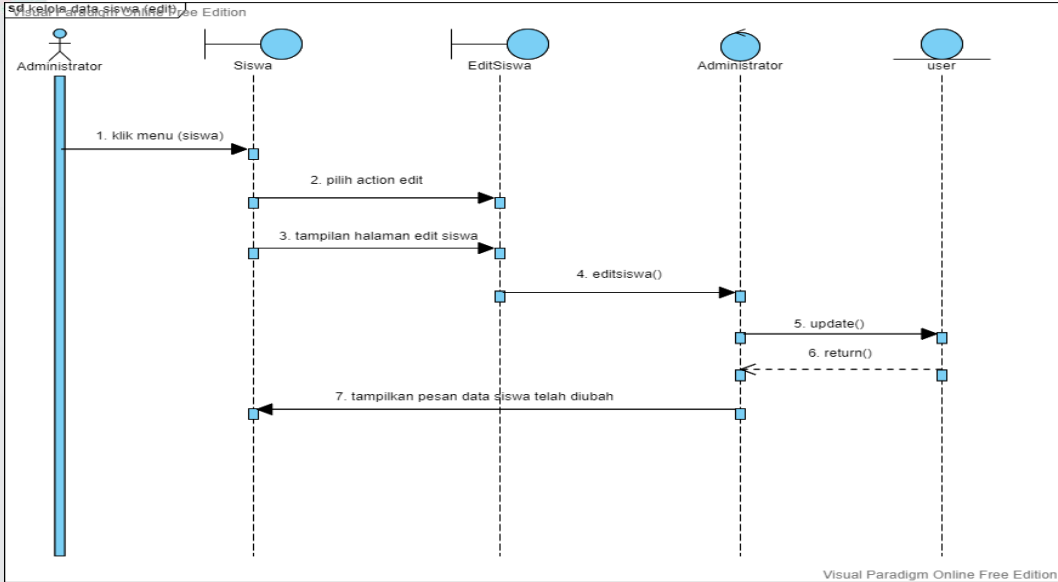 sd kelola data siswa (edit)
Visual Paradigm Online Free Edition
Administrator
Siswa
EditSiswa
Administrator
user
1. klik menu (siswa)
2. pilih action edit
3. tampilan halaman edit siswa
4. editsiswa()
5. update()
6. return()
7. tampilkan pesan data siswa telah diubah
Visual Paradigm Online Free Edition